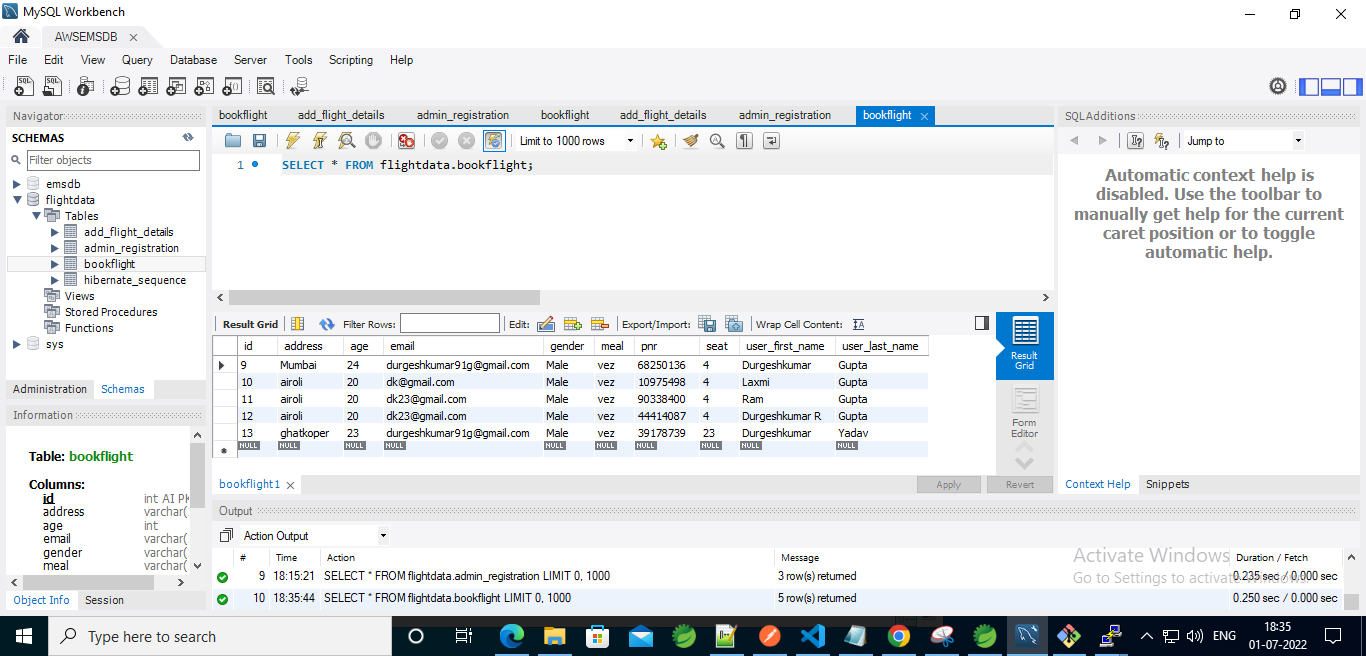 MySQL Workbench
AWSEMSDB
File Edit View Query Database Server Tools Scripting Help
Navigator
SCHEMAS
Filter objects
emsdb
flightdata
Tables
add_flight_details
admin_registration
bookflight
hibernate_sequence
Views
Stored Procedures
Functions
sys
Administration Schemas
Information
Table: bookflight
Columns:
id int AI PK
address varchar(
age int
email varchar(
gender varchar(
meal varchar(
Object Info Session
bookflight add_flight_details admin_registration bookflight add_flight_details admin_registration bookflight
Limit to 1000 rows
1 SELECT * FROM flightdata.bookflight;
Result Grid Filter Rows: Edit: Export/Import: Wrap Cell Content:
id address age email gender meal pnr seat user_first_name user_last_name
9 Mumbai 24 durgeshkumar91g@gmail.com Male vez 68250136 4 Durgeshkumar Gupta
10 airoli 20 dk@gmail.com Male vez 10975498 4 Laxmi Gupta
11 airoli 20 dk23@gmail.com Male vez 90338400 4 Ram Gupta
12 airoli 20 dk23@gmail.com Male vez 44414087 4 Durgeshkumar R Gupta
13 ghatkoper 23 durgeshkumar91g@gmail.com Male vez 39178739 23 Durgeshkumar Yadav
NULL NULL NULL NULL NULL NULL NULL NULL NULL NULL
Result
Grid
Form
Editor
bookflight 1
Apply Revert
SQLAdditions
Jump to
Automatic context help is
disabled. Use the toolbar to
manually get help for the current
caret position or to toggle
automatic help.
Context Help Snippets
Output
Action Output
# Time Action Message Duration / Fetch
9 18:15:21 SELECT * FROM flightdata.admin_registration LIMIT 0, 1000 3 row(s) returned 0.235 sec / 0.000 sec
10 18:35:44 SELECT * FROM flightdata.bookflight LIMIT 0, 1000 5 row(s) returned 0.250 sec / 0.000 sec
Activate Windows
Go to Settings to activate Windows.
Type here to search
ENG
18:35
01-07-2022